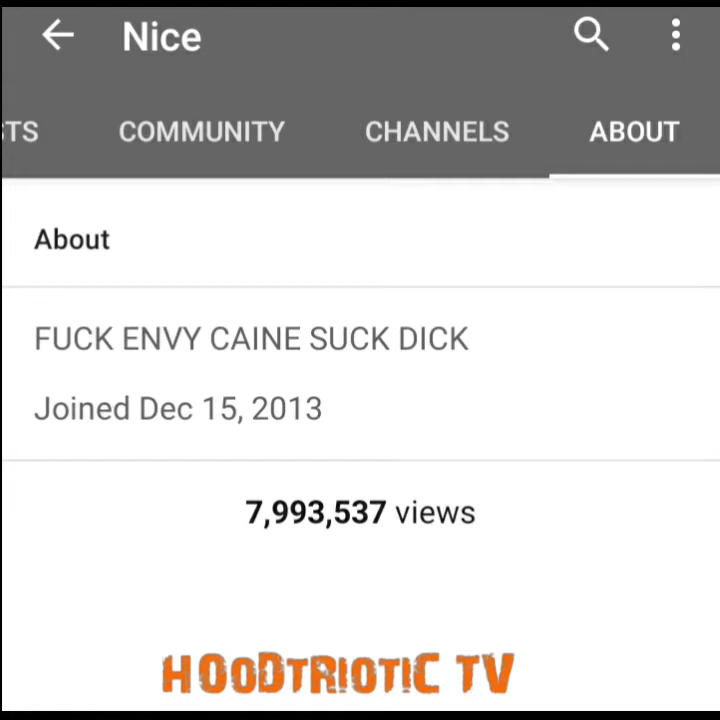 Nice
STS COMMUNITY CHANNELS ABOUT
About
FUCK ENVY CAINE SUCK DICK
Joined Dec 15, 2013
7,993,537 views
HOODTRIOTIC TV